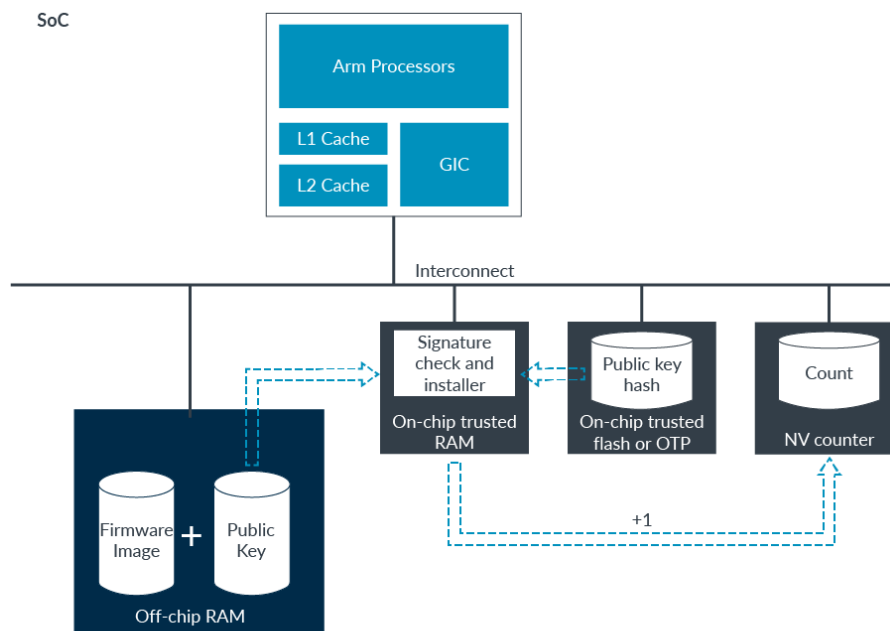 SoC
Arm Processors
L1 Cache
L2 Cache
GIC
Interconnect
Signature
check and
installer
On-chip trusted
RAM
Public key
hash
On-chip trusted
flash or OTP
Count
NV counter
Firmware
Image
+
Public
Key
Off-chip RAM
+1